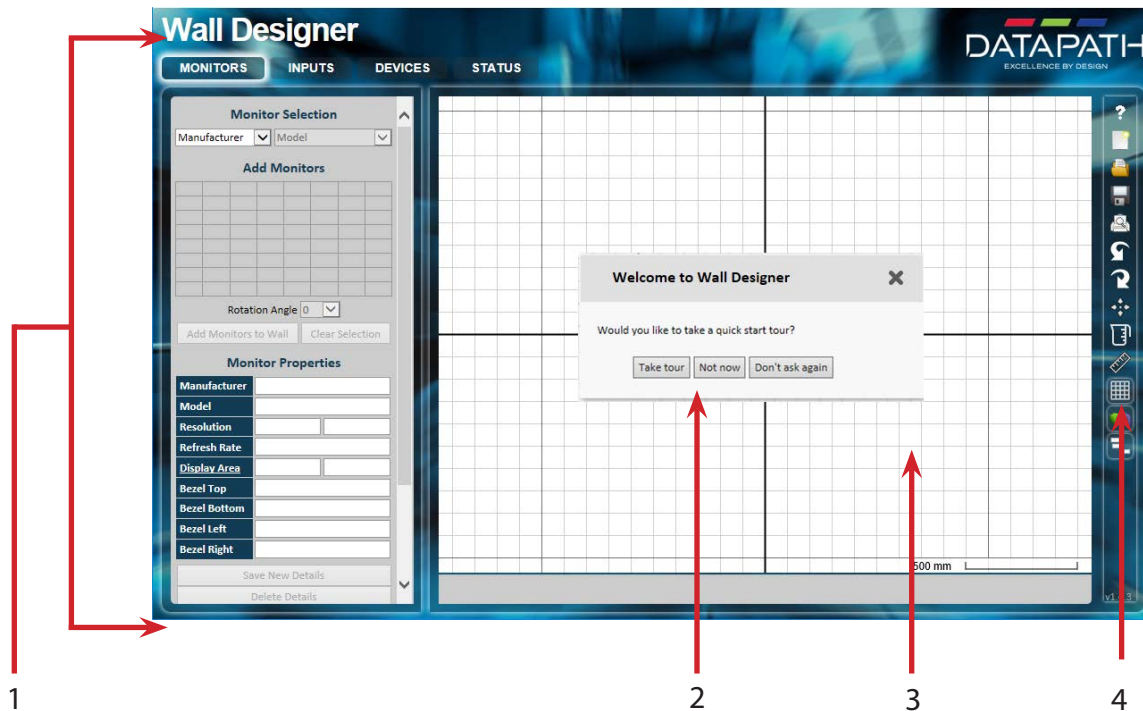 Wall Designer
DATAPATH
EXCELLENCE BY DESIGN
MONITORS INPUTS DEVICES STATUS
Monitor Selection
Manufacturer Model
Add Monitors
Rotation Angle 0
Add Monitors to Wall Clear Selection
Monitor Properties
Manufacturer
Model
Resolution
Refresh Rate
Display Area
Bezel Top
Bezel Bottom
Bezel Left
Bezel Right
Save New Details
Delete Details
Welcome to Wall Designer
Would you like to take a quick start tour?
Take tour Not now Don't ask again
500 mm
?
1 2 3 4